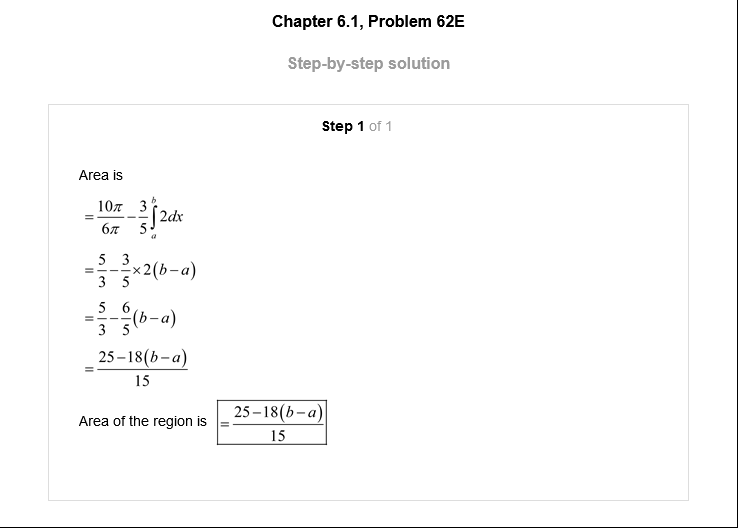 Chapter 6.1, Problem 62E
Step-by-step solution
Step 1 of 1
Area is
= \frac{10\pi}{6\pi} - \frac{3}{5} \int_{a}^{b} 2dx
= \frac{5}{3} - \frac{3}{5} \times 2(b-a)
= \frac{5}{3} - \frac{6}{5}(b-a)
= \frac{25-18(b-a)}{15}
Area of the region is = \frac{25-18(b-a)}{15}